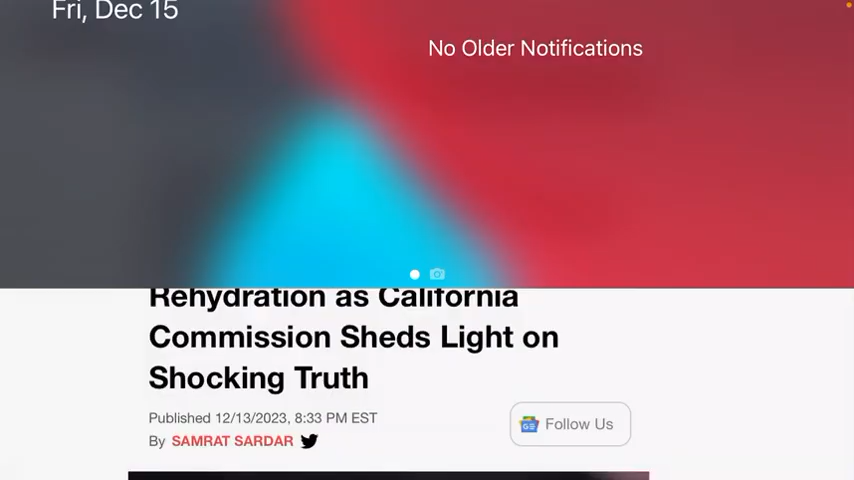 Fri, Dec 15
No Older Notifications
Rehydration as California
Commission Sheds Light on
Shocking Truth
Published 12/13/2023, 8:33 PM EST
By SAMRAT SARDAR
GE Follow Us